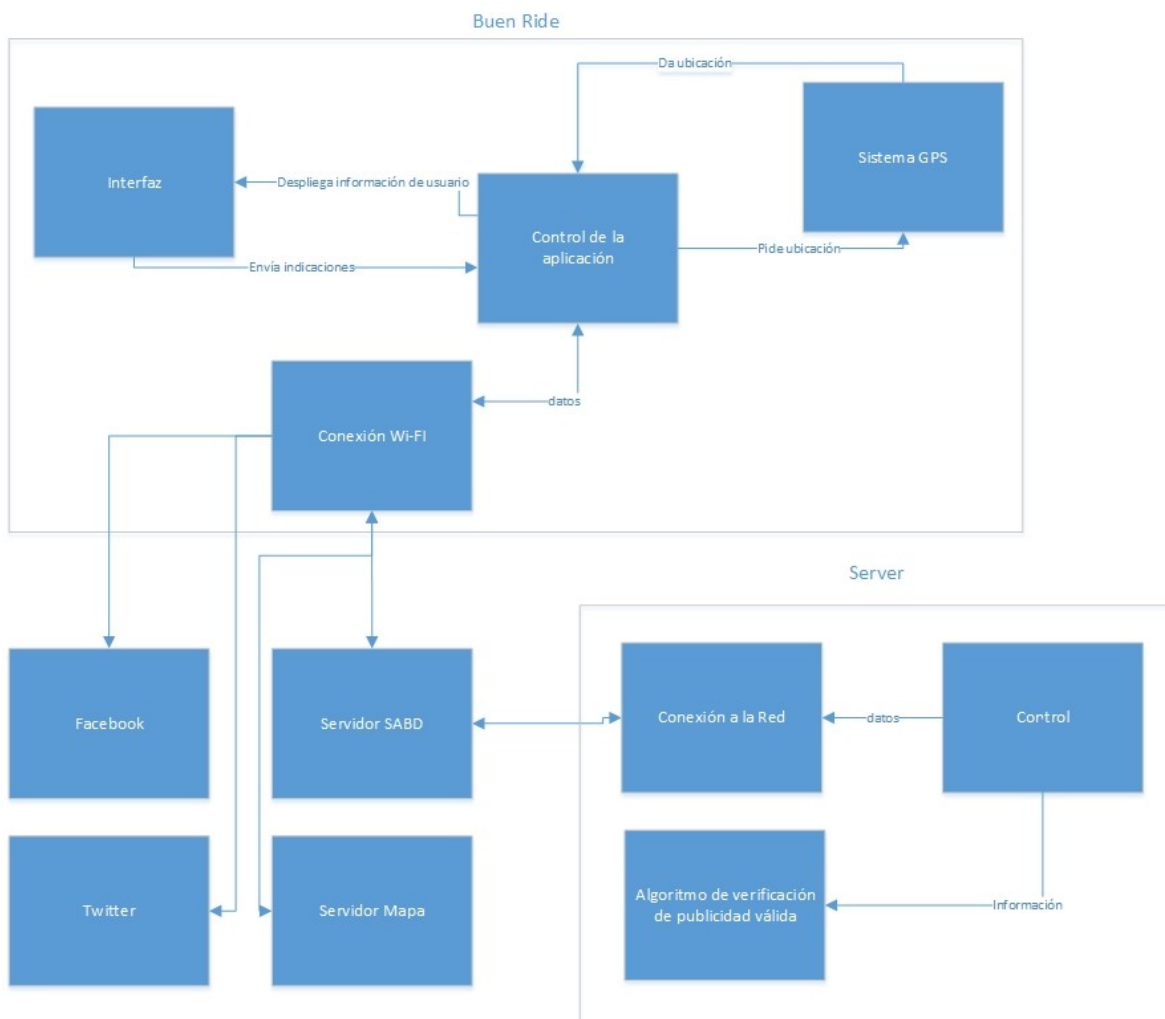 Buen Ride
Da ubicación
Sistema GPS
Interfaz
Despliega información de usuario
Control de la
aplicación
Pide ubicación
Envía indicaciones
datos
Conexión Wi-FI
Server
Facebook
Servidor SABD
Conexión a la Red
datos
Control
Twitter
Servidor Mapa
Algoritmo de verificación
de publicidad válida
Información